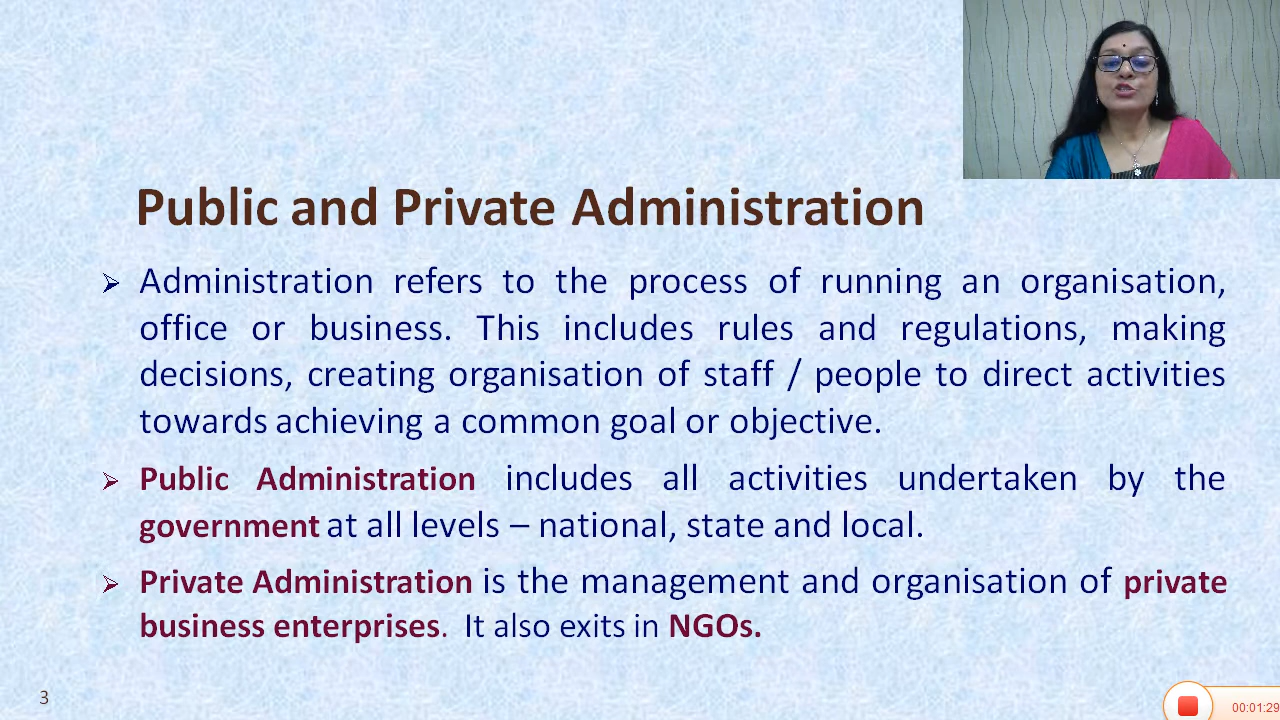 Public and Private Administration
➢ Administration refers to the process of running an organisation,
office or business. This includes rules and regulations, making
decisions, creating organisation of staff / people to direct activities
towards achieving a common goal or objective.
➢ Public Administration includes all activities undertaken by the
government at all levels – national, state and local.
➢ Private Administration is the management and organisation of private
business enterprises. It also exits in NGOs.
3
00:01:29